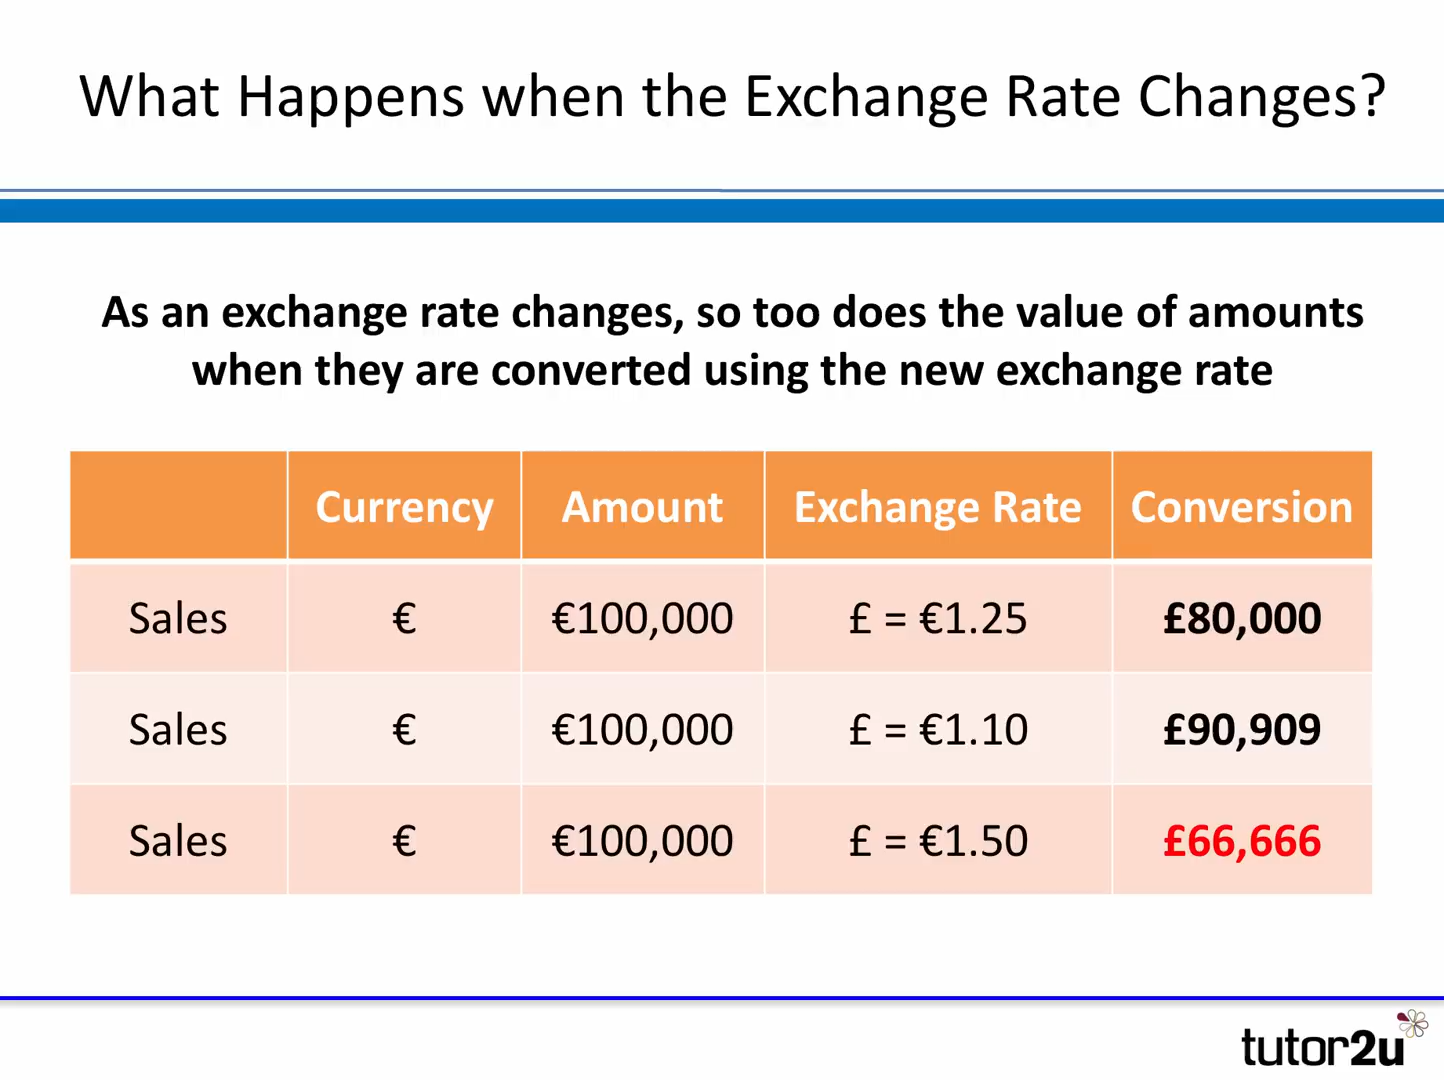 What Happens when the Exchange Rate Changes?
As an exchange rate changes, so too does the value of amounts
when they are converted using the new exchange rate
Currency Amount Exchange Rate Conversion
Sales € €100,000 £ = €1.25 £80,000
Sales € €100,000 £ = €1.10 £90,909
Sales € €100,000 £ = €1.50 £66,666
tutor2u